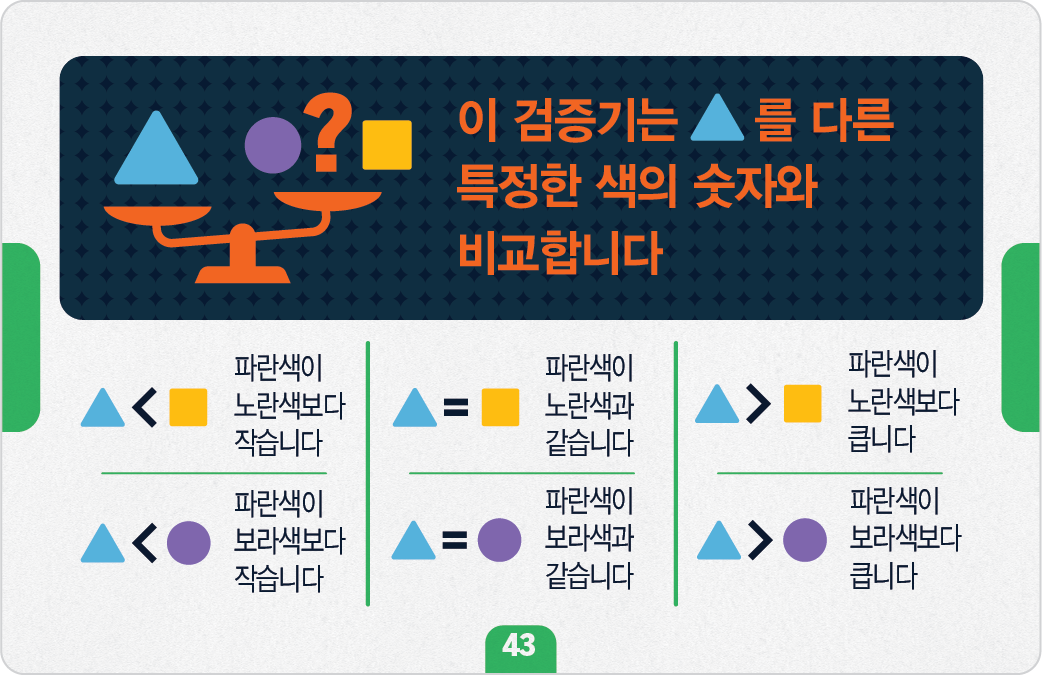 이 검증기는 를 다른
특정한 색의 숫자와
비교합니다
?
파란색이
노란색보다
작습니다
<
파란색이
노란색과
같습니다
=
파란색이
노란색보다
큽니다
>
파란색이
보라색보다
작습니다
<
파란색이
보라색과
같습니다
=
파란색이
보라색보다
큽니다
>
43